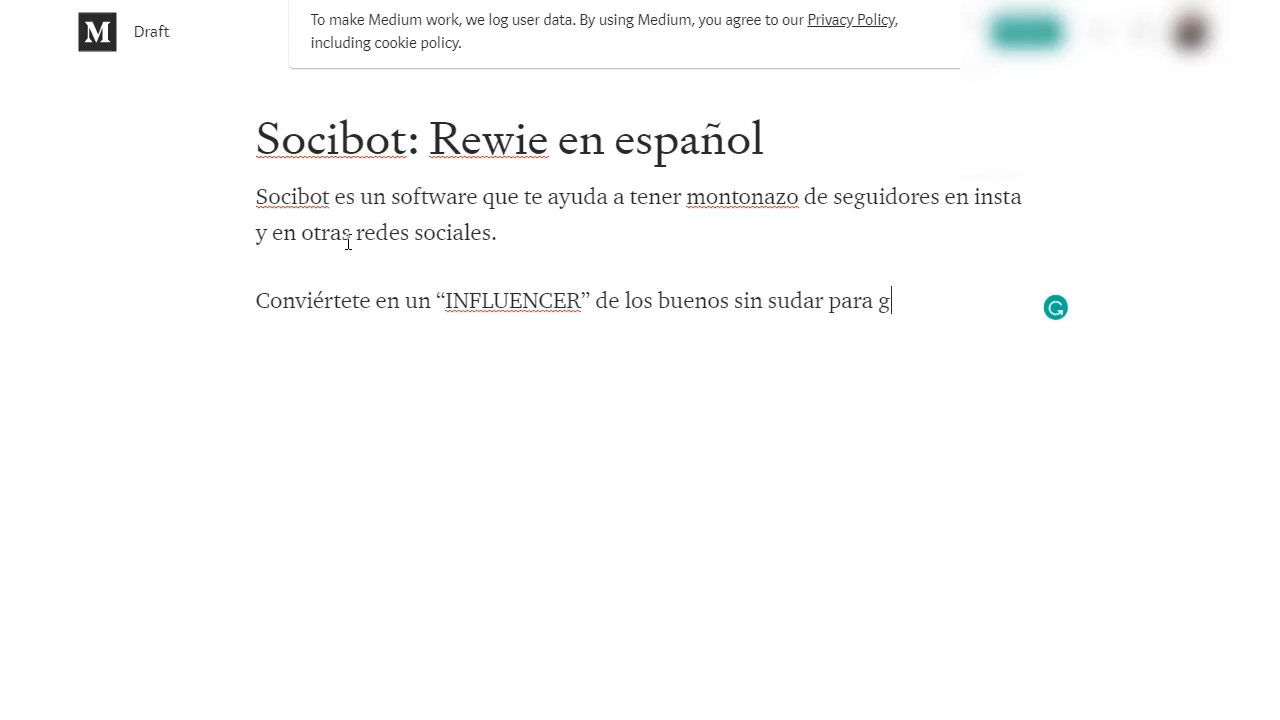 M Draft
To make Medium work, we log user data. By using Medium, you agree to our Privacy Policy,
including cookie policy.
Socibot: Rewie en español
Socibot es un software que te ayuda a tener montonazo de seguidores en insta
y en otras redes sociales.
Conviértete en un “INFLUENCER” de los buenos sin sudar para g